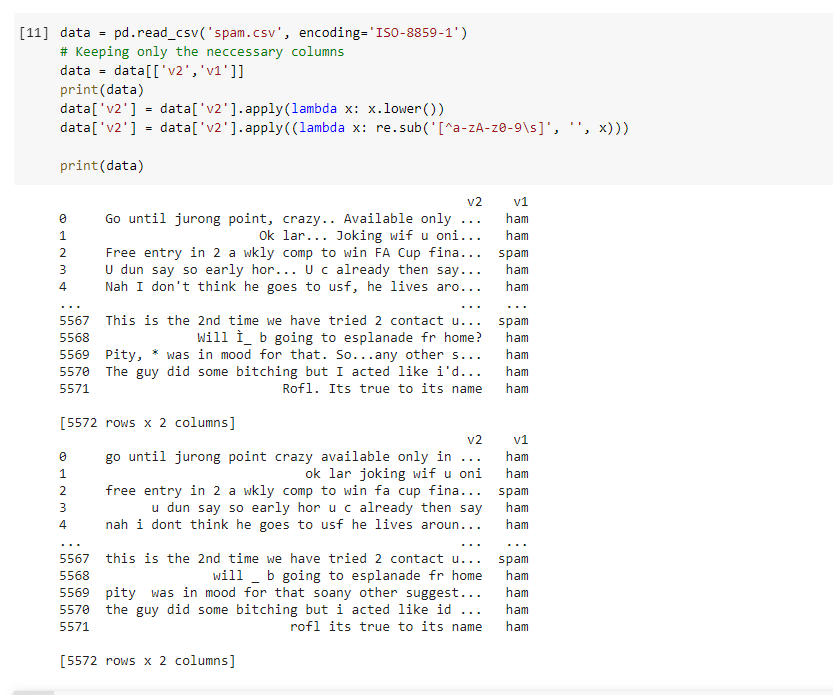 [11] data = pd.read_csv('spam.csv', encoding='ISO-8859-1')
# Keeping only the neccessary columns
data = data[['v2','v1']]
print(data)
data['v2'] = data['v2'].apply(lambda x: x.lower())
data['v2'] = data['v2'].apply((lambda x: re.sub('[^a-zA-z0-9\s]', '', x)))
print(data)
v2 v1
0 Go until jurong point, crazy.. Available only ... ham
1 Ok lar... Joking wif u oni... ham
2 Free entry in 2 a wkly comp to win FA Cup fina... spam
3 U dun say so early hor... U c already then say... ham
4 Nah I don't think he goes to usf, he lives aro... ham
... ... ...
5567 This is the 2nd time we have tried 2 contact u... spam
5568 Will Ì_ b going to esplanade fr home? ham
5569 Pity, * was in mood for that. So...any other s... ham
5570 The guy did some bitching but I acted like i'd... ham
5571 Rofl. Its true to its name ham
[5572 rows x 2 columns]
v2 v1
0 go until jurong point crazy available only in ... ham
1 ok lar joking wif u oni ham
2 free entry in 2 a wkly comp to win fa cup fina... spam
3 u dun say so early hor u c already then say ham
4 nah i dont think he goes to usf he lives aroun... ham
... ... ...
5567 this is the 2nd time we have tried 2 contact u... spam
5568 will _ b going to esplanade fr home ham
5569 pity  was in mood for that soany other suggest... ham
5570 the guy did some bitching but i acted like id ... ham
5571 rofl its true to its name ham
[5572 rows x 2 columns]